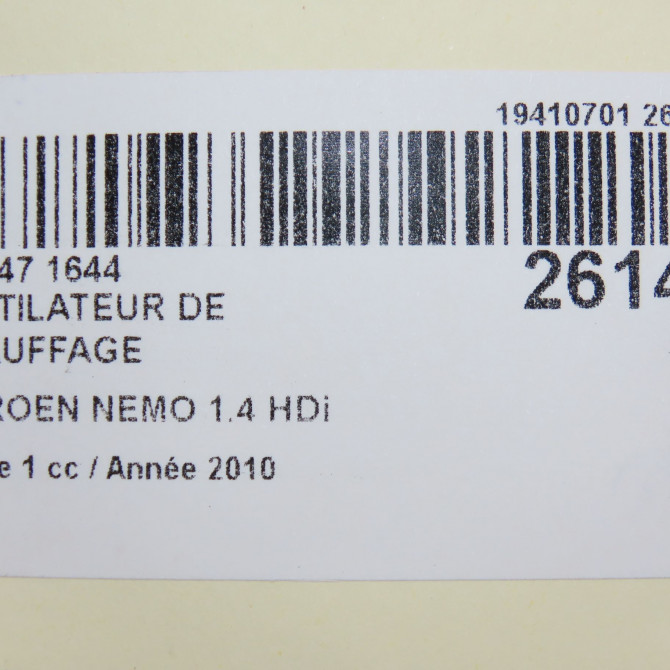 19410701 26
47 1644
2614
TILATEUR DE
UFFAGE
ROEN NEMO 1.4 HDi
e 1 cc / Année 2010